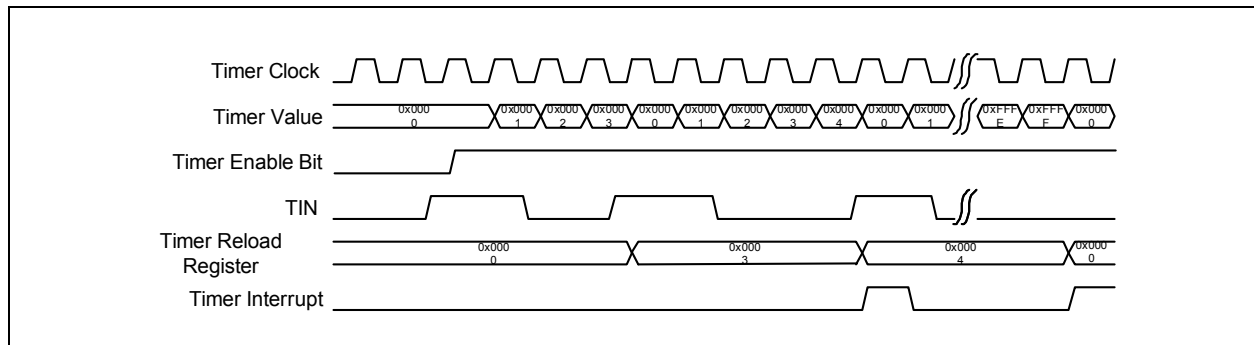 Timer Clock
Timer Value
0x000
0
0x000
1
0x000
2
0x000
3
0x000
0
0x000
1
0x000
2
0x000
3
0x000
4
0x000
0
0x000
1
0xFFF
E
0xFFF
F
0x000
0
Timer Enable Bit
TIN
Timer Reload
Register
0x000
0
0x000
3
0x000
4
0x000
0
Timer Interrupt